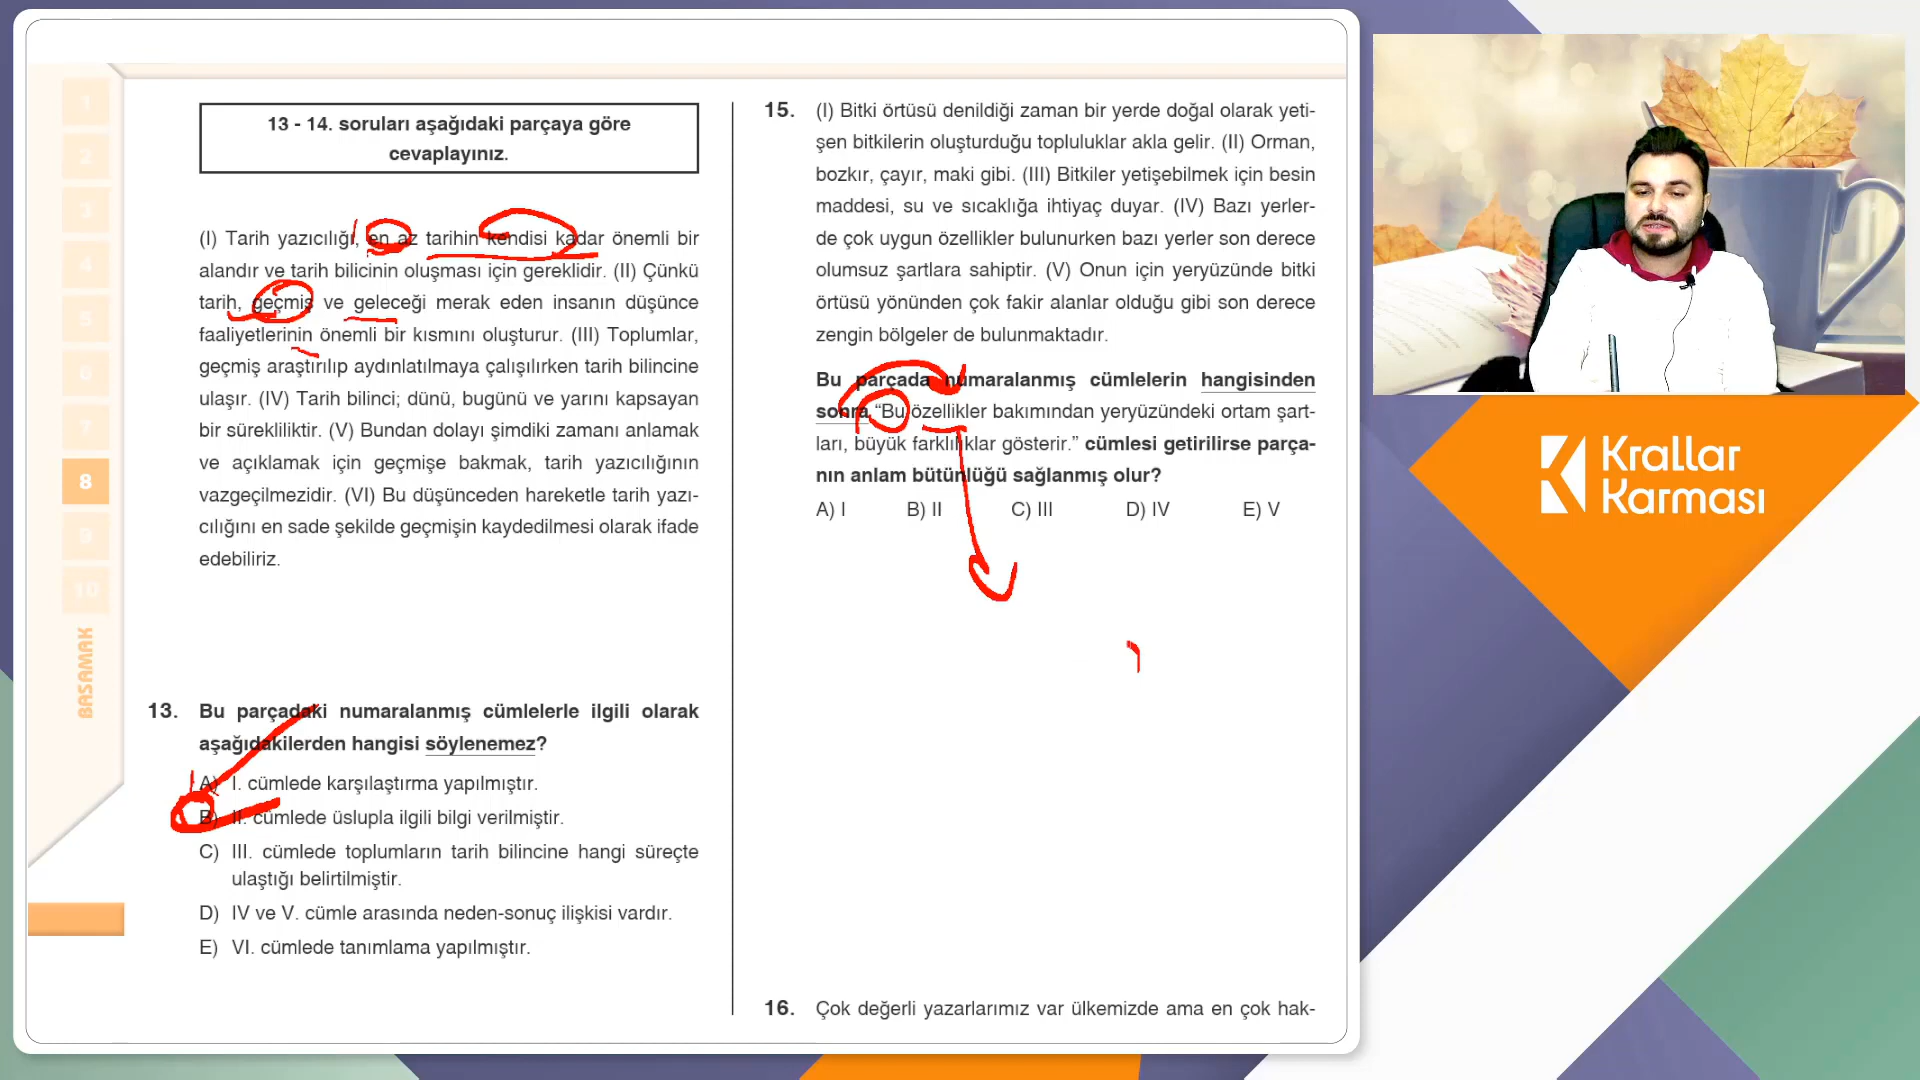 1
2
3
4
5
6
7
8
9
10
BASAMAK
13 - 14. soruları aşağıdaki parçaya göre
cevaplayınız.
(I) Tarih yazıcılığı, en az tarihin kendisi kadar önemli bir
alandır ve tarih bilicinin oluşması için gereklidir. (II) Çünkü
tarih, geçmiş ve geleceği merak eden insanın düşünce
faaliyetlerinin önemli bir kısmını oluşturur. (III) Toplumlar,
geçmiş araştırılıp aydınlatılmaya çalışılırken tarih bilincine
ulaşır. (IV) Tarih bilinci; dünü, bugünü ve yarını kapsayan
bir sürekliliktir. (V) Bundan dolayı şimdiki zamanı anlamak
ve açıklamak için geçmişe bakmak, tarih yazıcılığının
vazgeçilmezidir. (VI) Bu düşünceden hareketle tarih yazı-
cılığını en sade şekilde geçmişin kaydedilmesi olarak ifade
edebiliriz.
13. Bu parçadaki numaralanmış cümlelerle ilgili olarak
aşağıdakilerden hangisi söylenemez?
A) I. cümlede karşılaştırma yapılmıştır.
B) II. cümlede üslupla ilgili bilgi verilmiştir.
C) III. cümlede toplumların tarih bilincine hangi süreçte
ulaştığı belirtilmiştir.
D) IV ve V. cümle arasında neden-sonuç ilişkisi vardır.
E) VI. cümlede tanımlama yapılmıştır.
15. (I) Bitki örtüsü denildiği zaman bir yerde doğal olarak yeti-
şen bitkilerin oluşturduğu topluluklar akla gelir. (II) Orman,
bozkır, çayır, maki gibi. (III) Bitkiler yetişebilmek için besin
maddesi, su ve sıcaklığa ihtiyaç duyar. (IV) Bazı yerler-
de çok uygun özellikler bulunurken bazı yerler son derece
olumsuz şartlara sahiptir. (V) Onun için yeryüzünde bitki
örtüsü yönünden çok fakir alanlar olduğu gibi son derece
zengin bölgeler de bulunmaktadır.
Bu parçada numaralanmış cümlelerin hangisinden
sonra "Bu özellikler bakımından yeryüzündeki ortam şart-
ları, büyük farklılıklar gösterir." cümlesi getirilirse parça-
nın anlam bütünlüğü sağlanmış olur?
A) I B) II C) III D) IV E) V
16. Çok değerli yazarlarımız var ülkemizde ama en çok hak-
Krallar
Karması